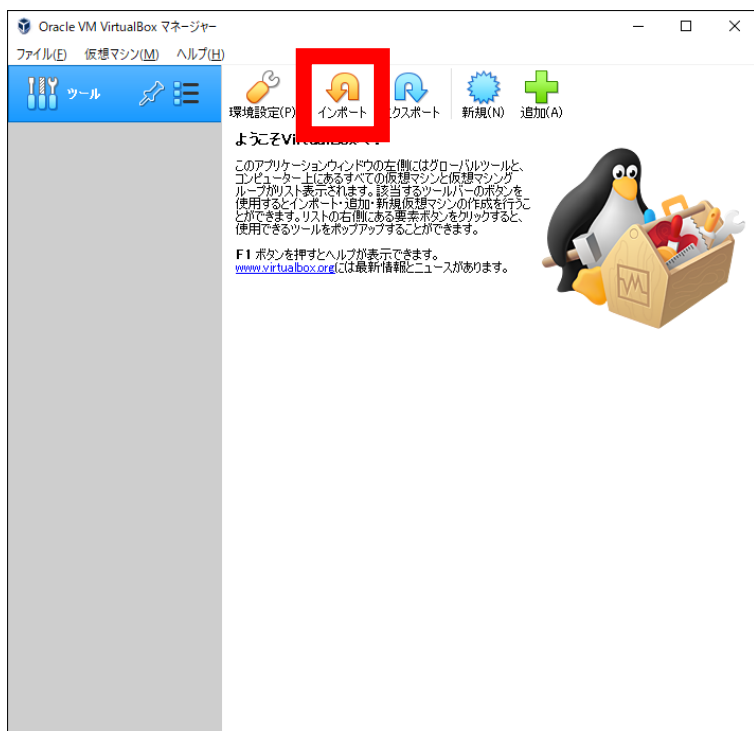 Oracle VM VirtualBox マネージャー
ファイル(F) 仮想マシン(M) ヘルプ(H)
ツール
環境設定(P) インポート クスポート 新規(N) 追加(A)
ようこそVirtualBoxへ!
このアプリケーションウィンドウの左側にはグローバルツールと、
コンピューター上にあるすべての仮想マシンと仮想マシング
ループがリスト表示されます。該当するツールバーのボタンを
使用するとインポート・追加・新規仮想マシンの作成を行うこ
とができます。リストの右側にある要素ボタンをクリックすると、
使用できるツールをポップアップすることができます。
F1 ボタンを押すとヘルプが表示できます。
www.virtualbox.orgには最新情報とニュースがあります。